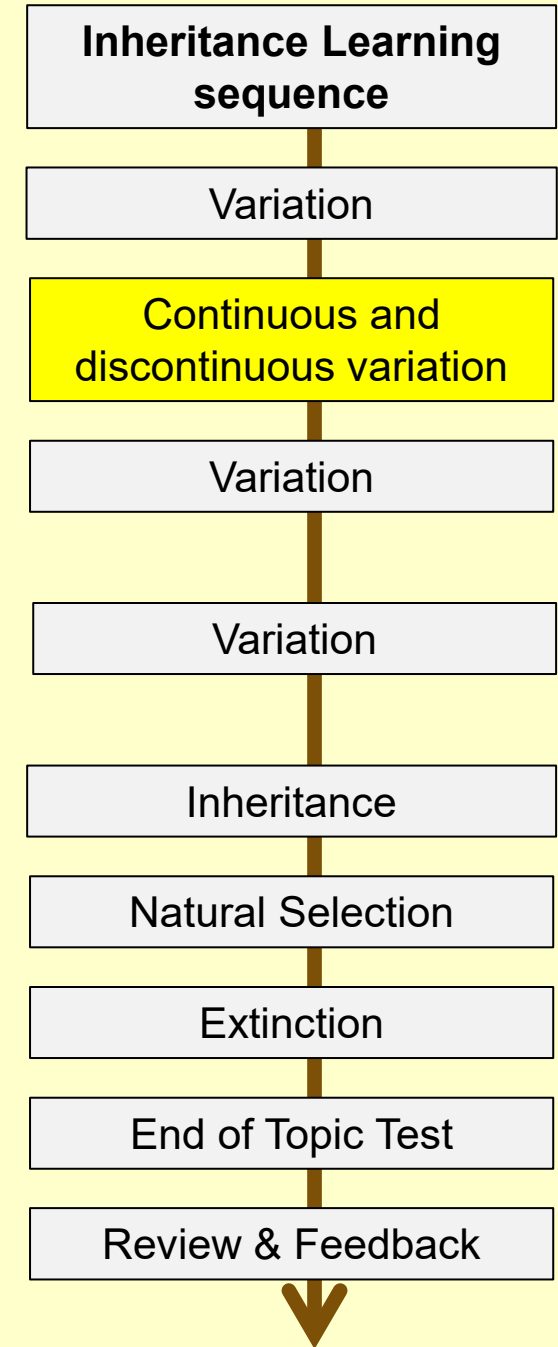 Inheritance Learning
sequence
Variation
Continuous and
discontinuous variation
Variation
Variation
Inheritance
Natural Selection
Extinction
End of Topic Test
Review & Feedback